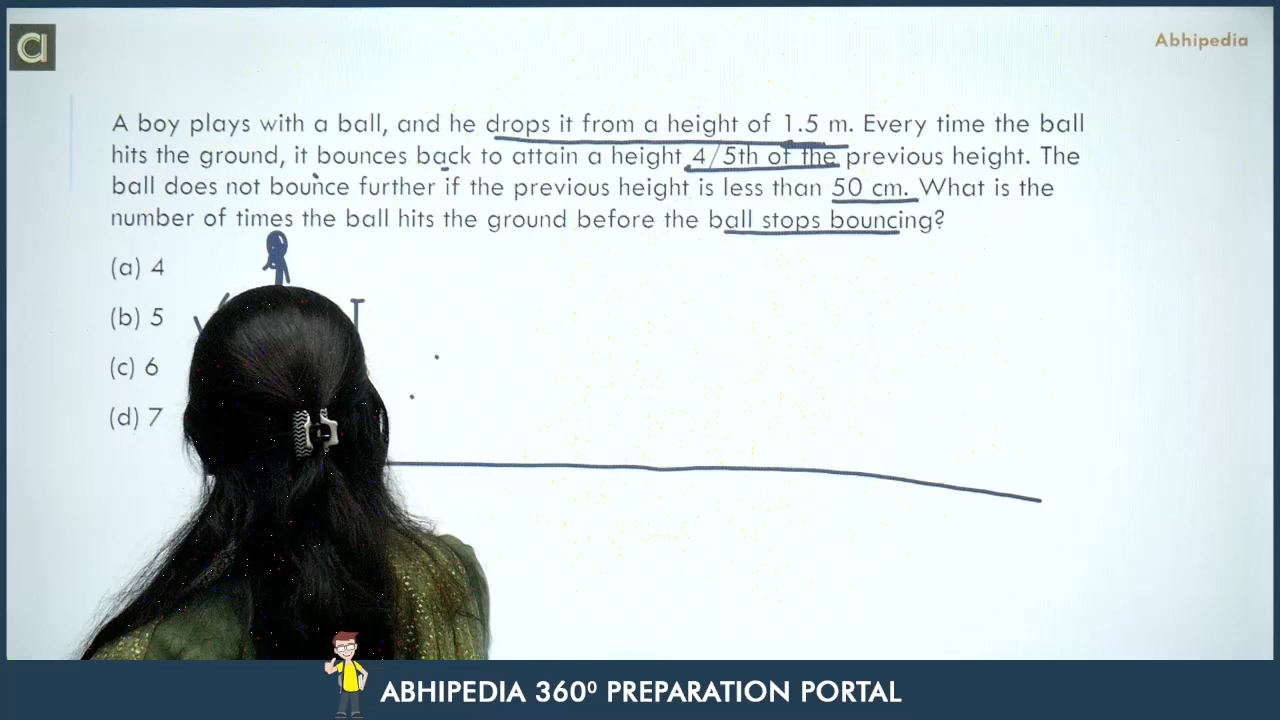 a
Abhipedia
A boy plays with a ball, and he drops it from a height of 1.5 m. Every time the ball
hits the ground, it bounces back to attain a height 4/5th of the previous height. The
ball does not bounce further if the previous height is less than 50 cm. What is the
number of times the ball hits the ground before the ball stops bouncing?
(a) 4
(b) 5
(c) 6
(d) 7
ABHIPEDIA 360⁰ PREPARATION PORTAL